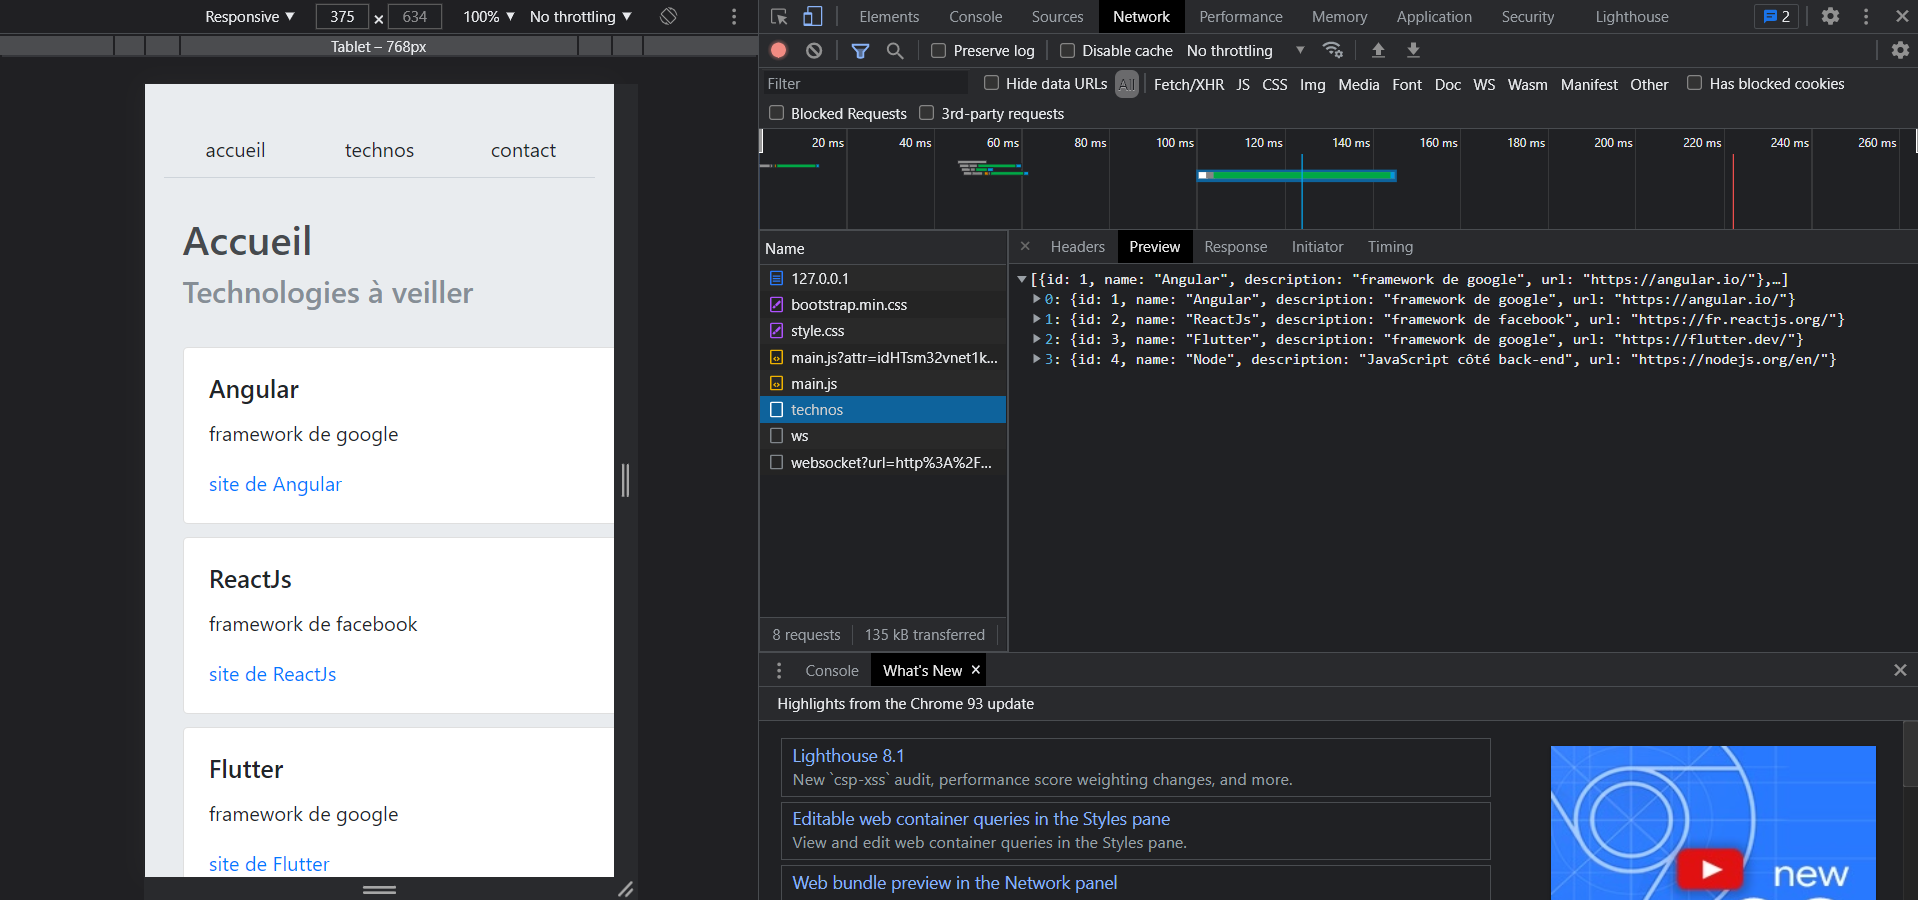 Responsive ▼ 375 × 634 100% ▼ No throttling ▼
Tablet – 768px
accueil technos contact
Accueil
Technologies à veiller
Angular
framework de google
site de Angular
ReactJs
framework de facebook
site de ReactJs
Flutter
framework de google
site de Flutter
Elements Console Sources Network Performance Memory Application Security Lighthouse 2
Preserve log Disable cache No throttling ▼
Filter Hide data URLs All Fetch/XHR JS CSS Img Media Font Doc WS Wasm Manifest Other Has blocked cookies
Blocked Requests 3rd-party requests
20 ms 40 ms 60 ms 80 ms 100 ms 120 ms 140 ms 160 ms 180 ms 200 ms 220 ms 240 ms 260 ms
Name
127.0.0.1
bootstrap.min.css
style.css
main.js?attr=idHTsm32vnet1k...
main.js
technos
ws
websocket?url=http%3A%2F...
8 requests 135 kB transferred
× Headers Preview Response Initiator Timing
▼[{id: 1, name: "Angular", description: "framework de google", url: "https://angular.io/"},…]
▶0: {id: 1, name: "Angular", description: "framework de google", url: "https://angular.io/"}
▶1: {id: 2, name: "ReactJs", description: "framework de facebook", url: "https://fr.reactjs.org/"}
▶2: {id: 3, name: "Flutter", description: "framework de google", url: "https://flutter.dev/"}
▶3: {id: 4, name: "Node", description: "JavaScript côté back-end", url: "https://nodejs.org/en/"}
Console What's New ×
Highlights from the Chrome 93 update
Lighthouse 8.1
New `csp-xss` audit, performance score weighting changes, and more.
Editable web container queries in the Styles pane
View and edit web container queries in the Styles pane.
Web bundle preview in the Network panel
new